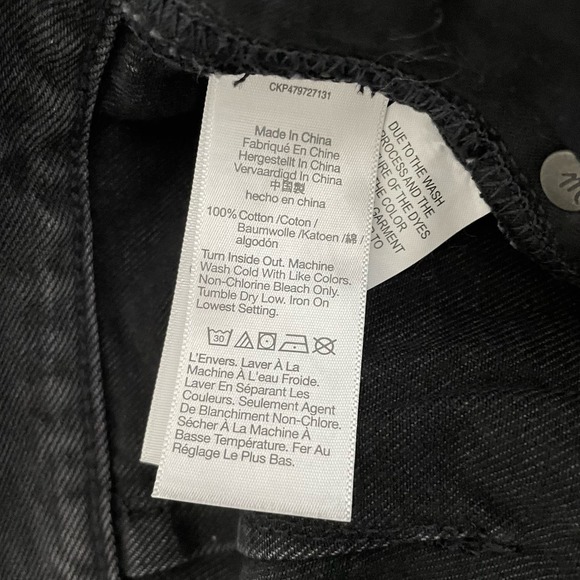 CKP479727131
Made In China
Fabriqué En Chine
Hergestellt In China
Vervaardigd In China
中国製
hecho en china
100% Cotton /Coton /
Baumwolle /Katoen /綿 /
algodón
Turn Inside Out. Machine
Wash Cold With Like Colors.
Non-Chlorine Bleach Only.
Tumble Dry Low. Iron On
Lowest Setting.
30
L'Envers. Laver À La
Machine À L'eau Froide.
Laver En Séparant Les
Couleurs. Seulement Agent
De Blanchiment Non-Chlore.
Sécher À La Machine À
Basse Température. Fer Au
Réglage Le Plus Bas.
DUE TO THE WASH
PROCESS AND THE
OF THE DYES
THE COLOR
GARMENT
TO